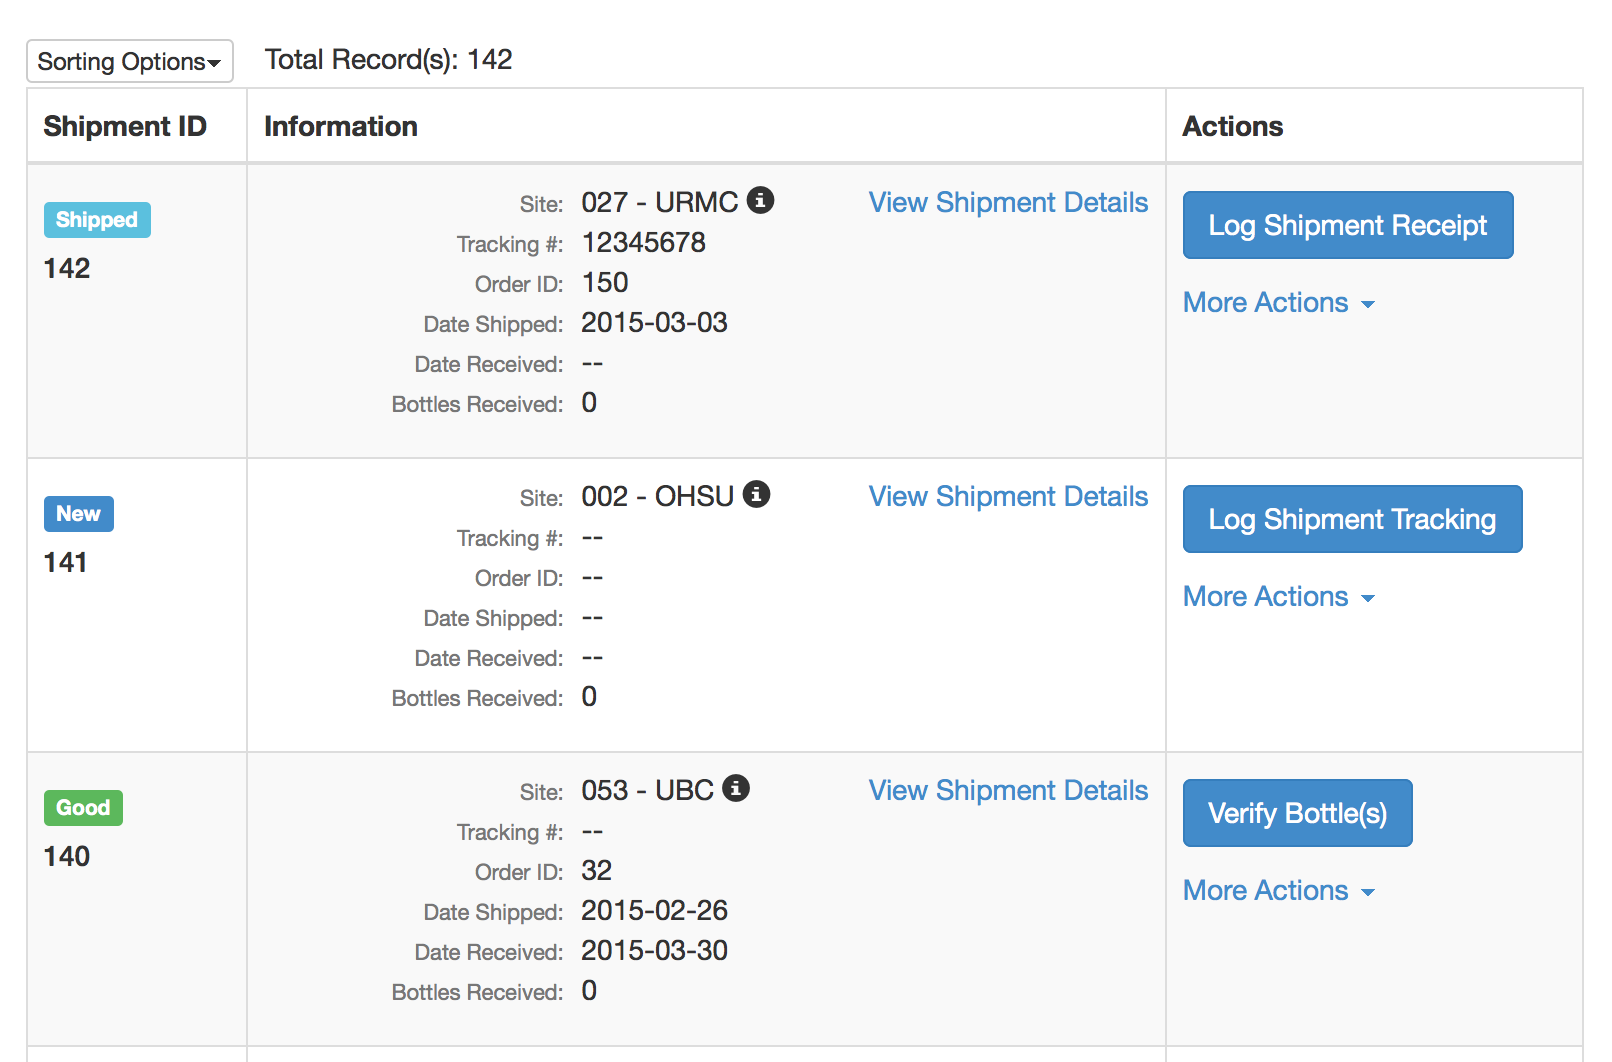 Sorting Options Total Record(s): 142
Shipment ID Information Actions
Shipped
142
Site: 027 - URMC View Shipment Details
Tracking #: 12345678
Order ID: 150
Date Shipped: 2015-03-03
Date Received: --
Bottles Received: 0
Log Shipment Receipt
More Actions
New
141
Site: 002 - OHSU View Shipment Details
Tracking #: --
Order ID: --
Date Shipped: --
Date Received: --
Bottles Received: 0
Log Shipment Tracking
More Actions
Good
140
Site: 053 - UBC View Shipment Details
Tracking #: --
Order ID: 32
Date Shipped: 2015-02-26
Date Received: 2015-03-30
Bottles Received: 0
Verify Bottle(s)
More Actions